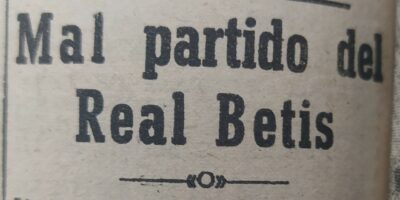 Mal partido del
Real Betis